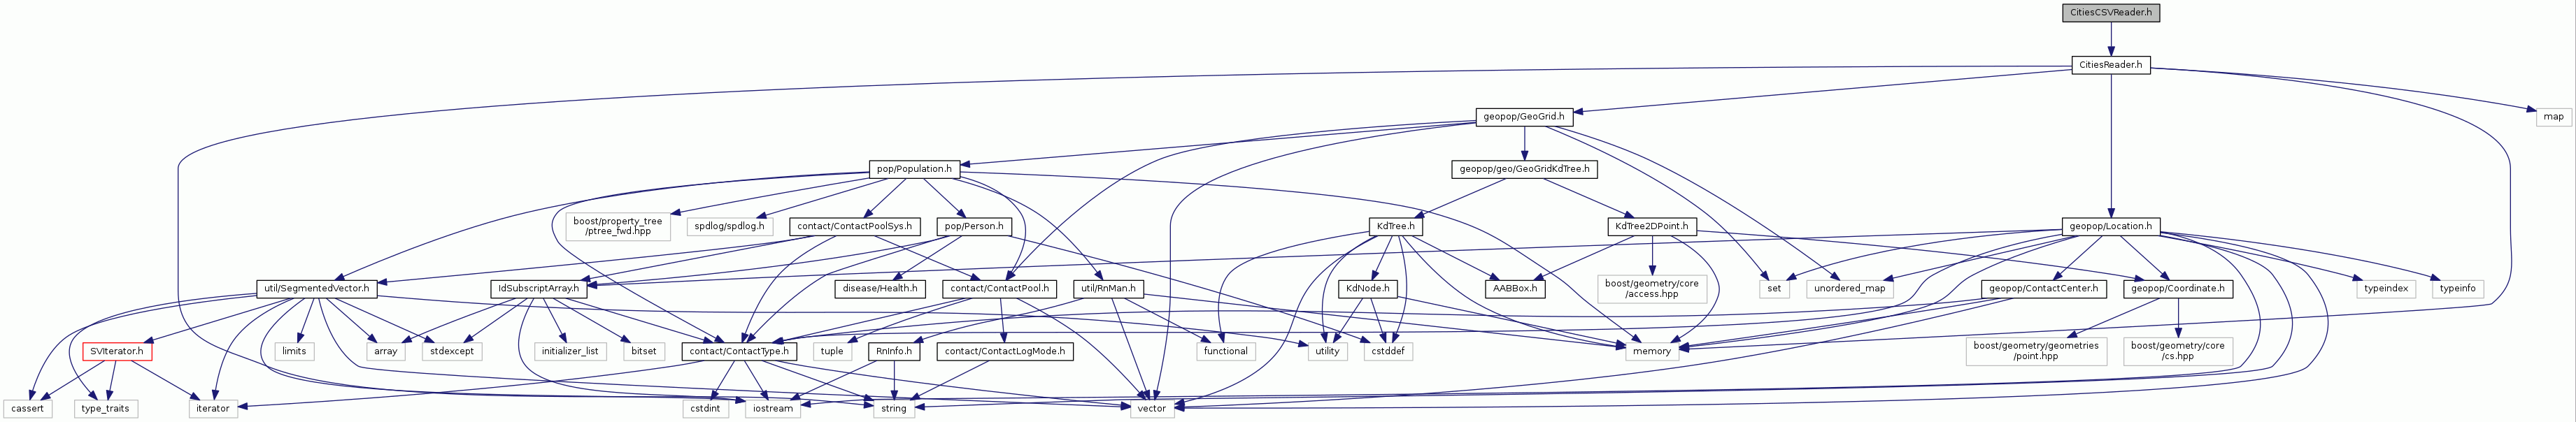 CitiesCSVReader.h
CitiesReader.h
geopop/GeoGrid.h
map
pop/Population.h
geopop/geo/GeoGridKdTree.h
boost/property_tree
/ptree_fwd.hpp
spdlog/spdlog.h
contact/ContactPoolSys.h
pop/Person.h
KdTree.h
KdTree2DPoint.h
geopop/Location.h
util/SegmentedVector.h
IdSubscriptArray.h
disease/Health.h
contact/ContactPool.h
util/RnMan.h
KdNode.h
AABBox.h
boost/geometry/core
/access.hpp
set
unordered_map
geopop/ContactCenter.h
geopop/Coordinate.h
typeindex
typeinfo
SVIterator.h
limits
array
stdexcept
initializer_list
bitset
contact/ContactType.h
tuple
RnInfo.h
contact/ContactLogMode.h
functional
utility
cstddef
memory
boost/geometry/geometries
/point.hpp
boost/geometry/core
/cs.hpp
cassert
type_traits
iterator
cstdint
iostream
string
vector